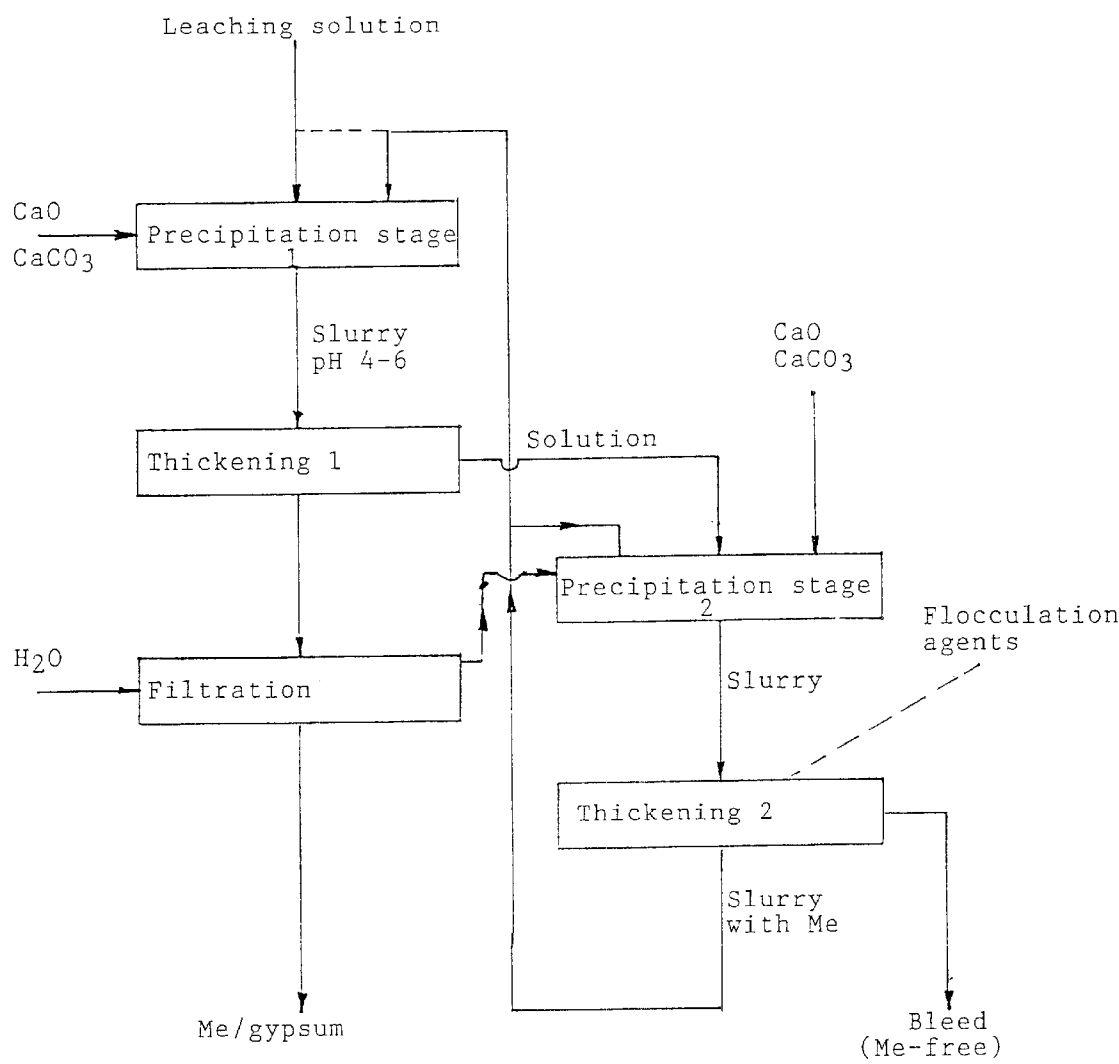 Leaching solution
CaO
CaCO3
Precipitation stage
1
Slurry
pH 4-6
CaO
CaCO3
Thickening 1
Solution
Precipitation stage
2
Flocculation
agents
H2O
Filtration
Slurry
Thickening 2
Slurry
with Me
Me/gypsum
Bleed
(Me-free)